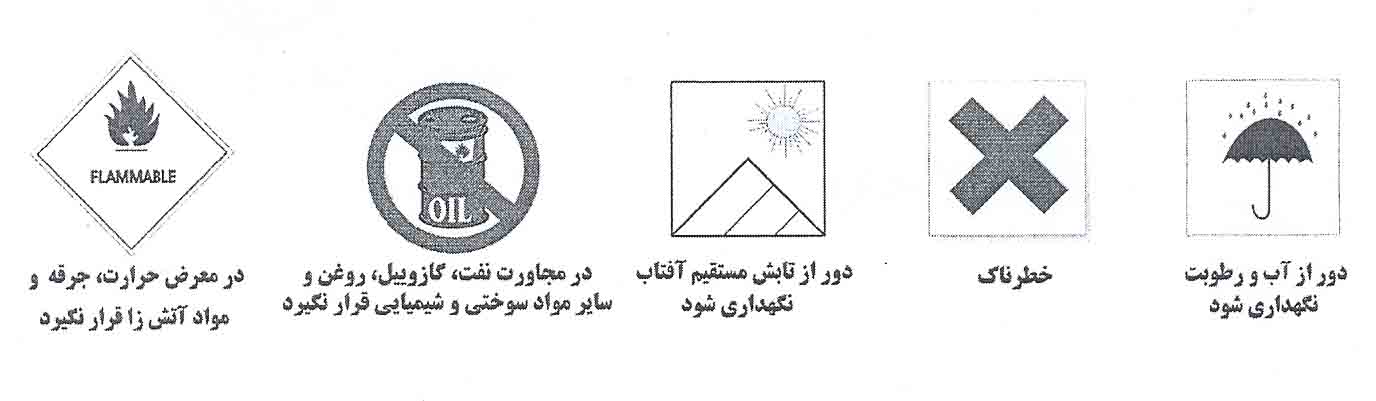 دور از آب و رطوبت
نگهداری شود
خطرناک
دور از تابش مستقیم آفتاب
نگهداری شود
OIL
در مجاورت نفت، گازوییل، روغن و
سایر مواد سوختی و شیمیایی قرار نگیرد
FLAMMABLE
در معرض حرارت، جرقه و
مواد آتش زا قرار نگیرد